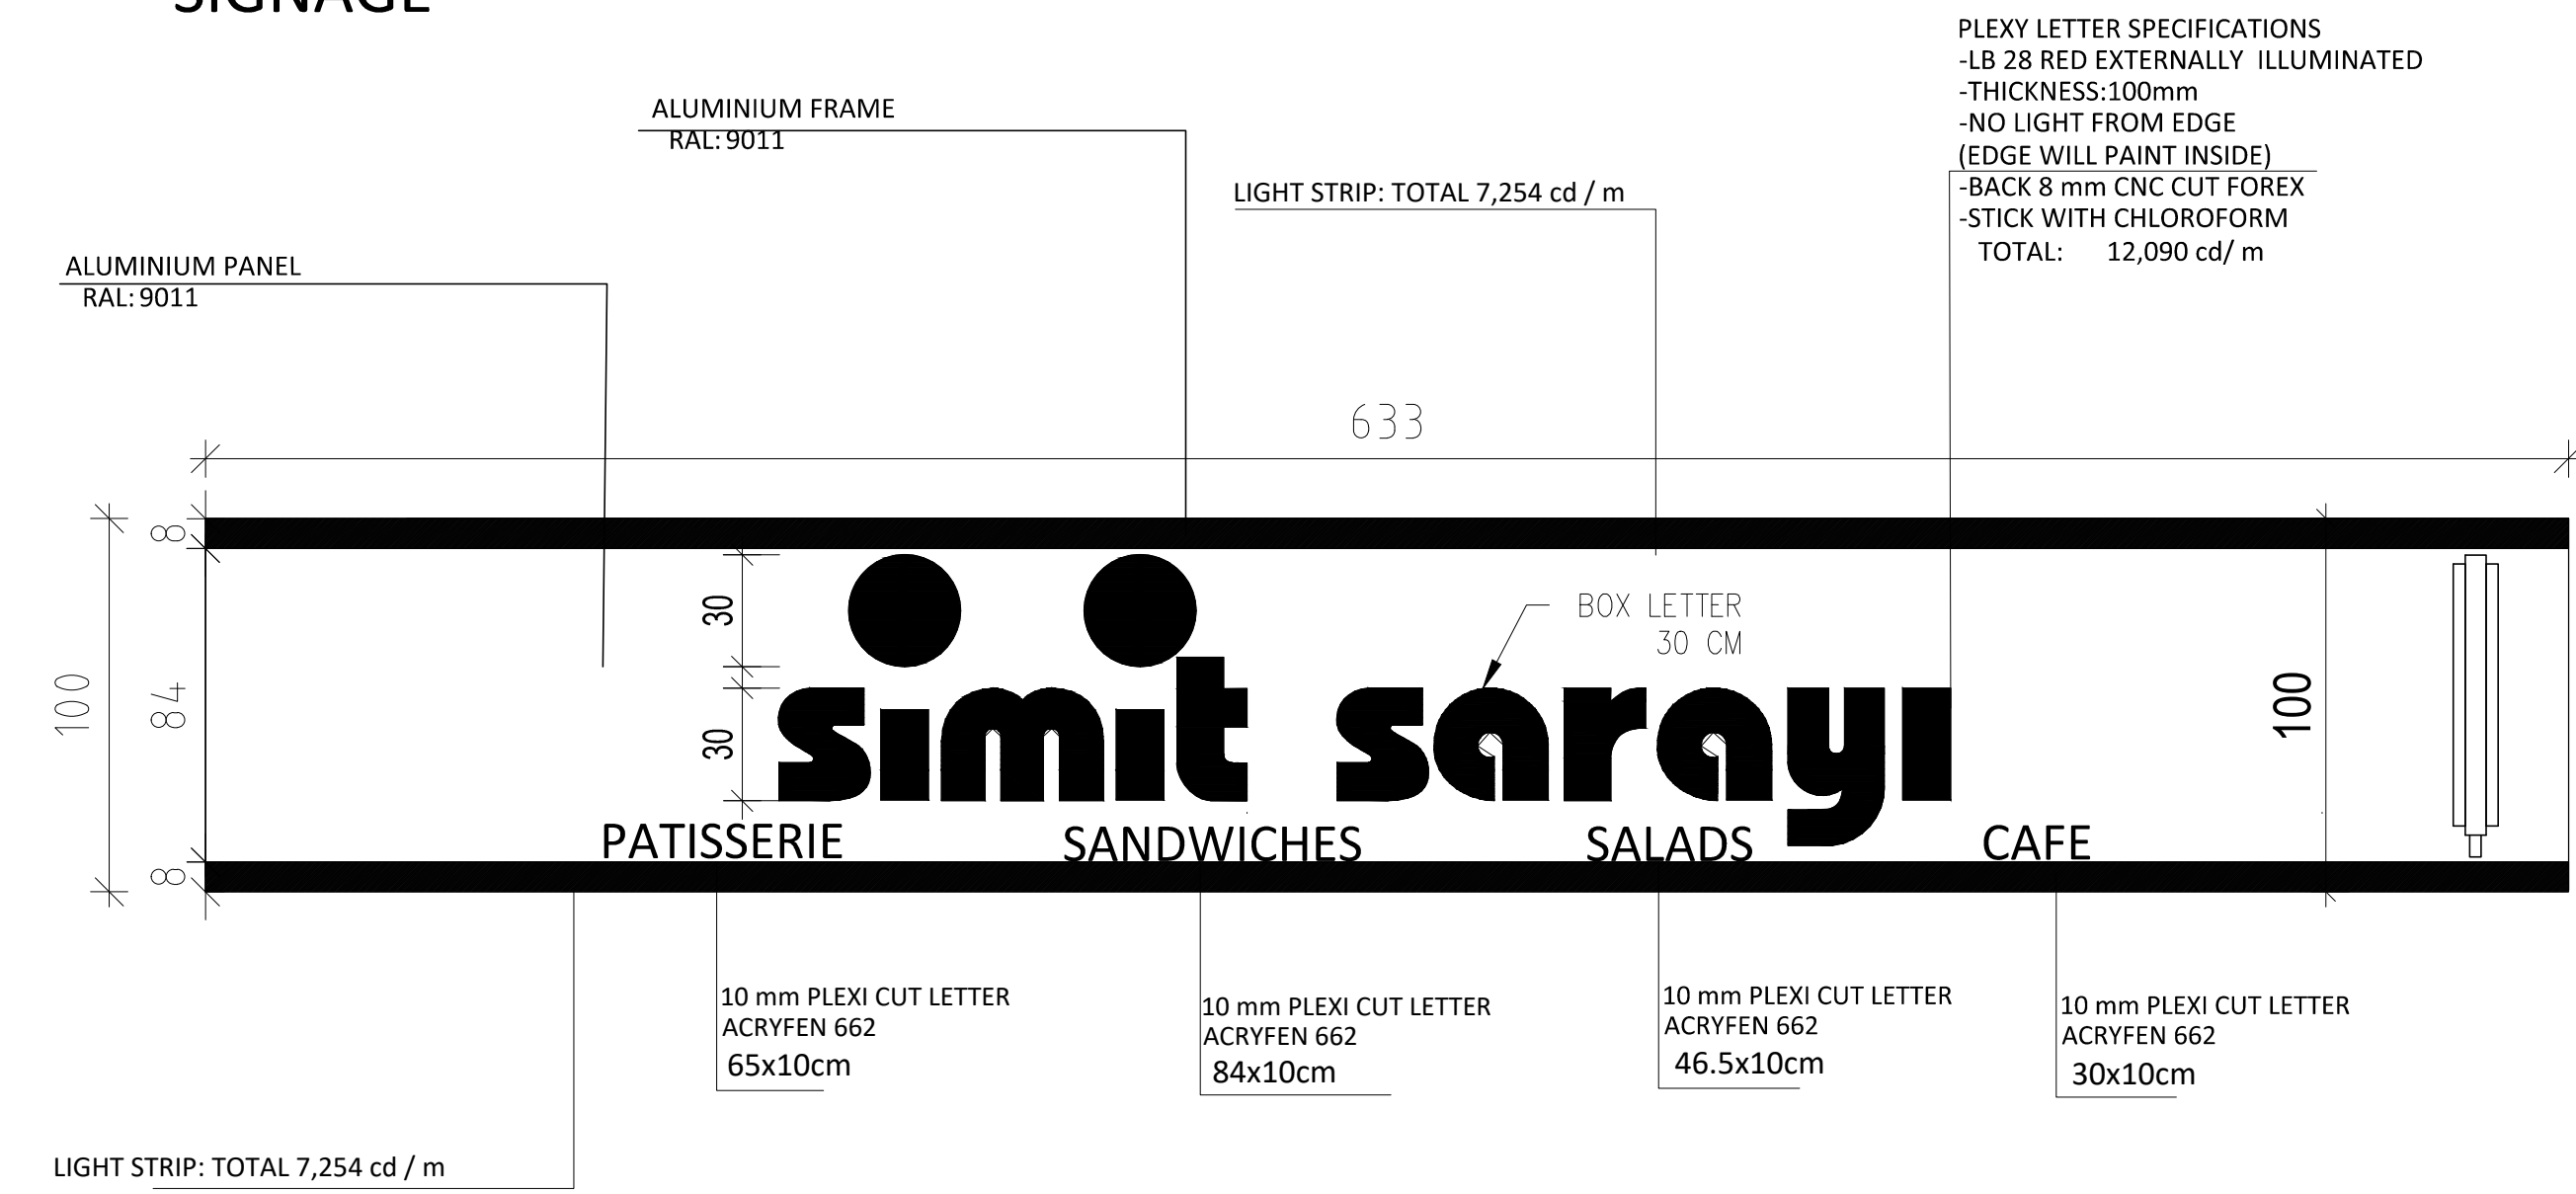 SIGNAGE
PLEXY LETTER SPECIFICATIONS
-LB 28 RED EXTERNALLY ILLUMINATED
-THICKNESS:100mm
-NO LIGHT FROM EDGE
(EDGE WILL PAINT INSIDE)
-BACK 8 mm CNC CUT FOREX
-STICK WITH CHLOROFORM
TOTAL: 12,090 cd/ m
ALUMINIUM FRAME
RAL: 9011
LIGHT STRIP: TOTAL 7,254 cd / m
ALUMINIUM PANEL
RAL: 9011
633
8
30
BOX LETTER
30 CM
100
84
30
simit sarayı
100
PATISSERIE
SANDWICHES
SALADS
CAFE
8
10 mm PLEXI CUT LETTER
ACRYFEN 662
65x10cm
10 mm PLEXI CUT LETTER
ACRYFEN 662
84x10cm
10 mm PLEXI CUT LETTER
ACRYFEN 662
46.5x10cm
10 mm PLEXI CUT LETTER
ACRYFEN 662
30x10cm
LIGHT STRIP: TOTAL 7,254 cd / m